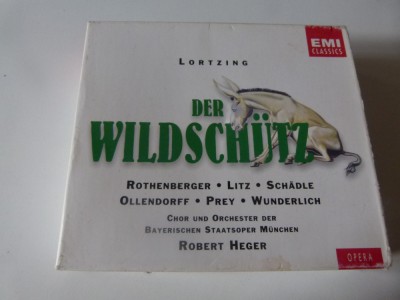 EMI
CLASSICS
LORTZING
DER
WILDSCHÜTZ
ROTHENBERGER • LITZ • SCHÄDLE
OLLENDORFF • PREY • WUNDERLICH
CHOR UND ORCHESTER DER
BAYERISCHEN STAATSOPER MÜNCHEN
ROBERT HEGER
OPERA